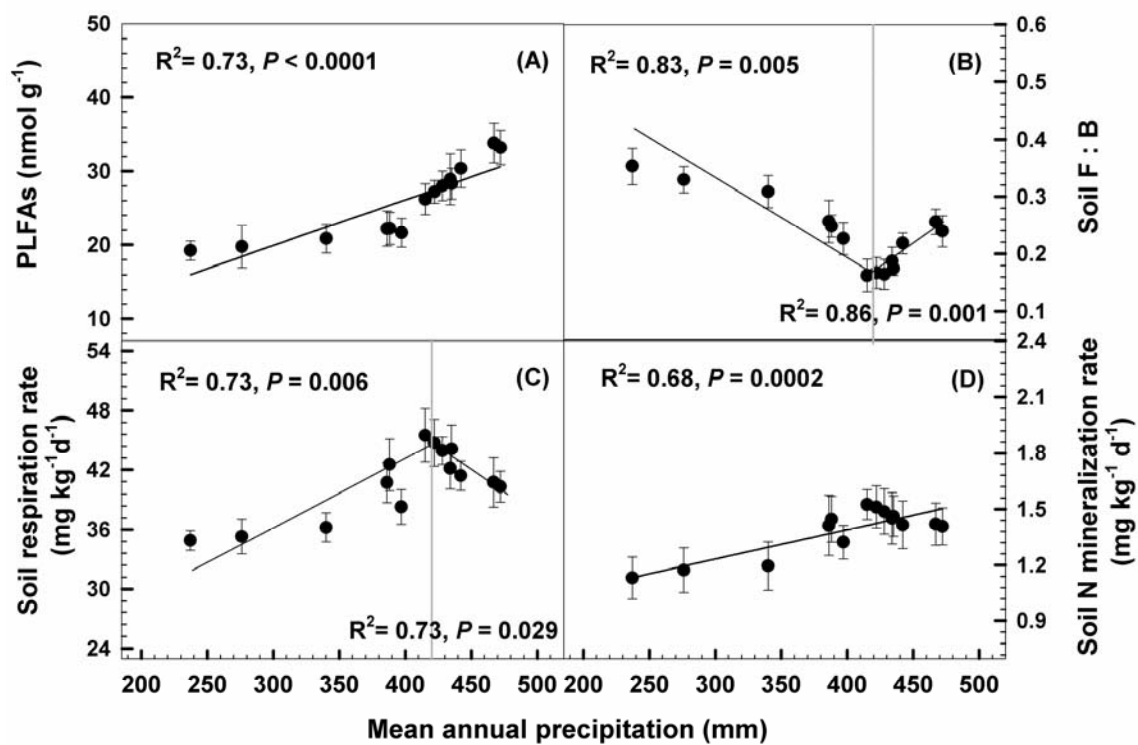 PLFAs (nmol g⁻¹)
50
40
30
20
10
R²= 0.73, P < 0.0001
(A)
R²= 0.83, P = 0.005
(B)
R²= 0.86, P = 0.001
0.6
0.5
0.4
0.3
0.2
0.1
Soil F : B
Soil respiration rate
(mg kg⁻¹d⁻¹)
54
48
42
36
30
24
R²= 0.73, P = 0.006
(C)
R²= 0.73, P = 0.029
R²= 0.68, P = 0.0002
(D)
2.4
2.1
1.8
1.5
1.2
0.9
Soil N mineralization rate
(mg kg⁻¹ d⁻¹)
200 250 300 350 400 450 200 250 300 350 400 450 500
Mean annual precipitation (mm)